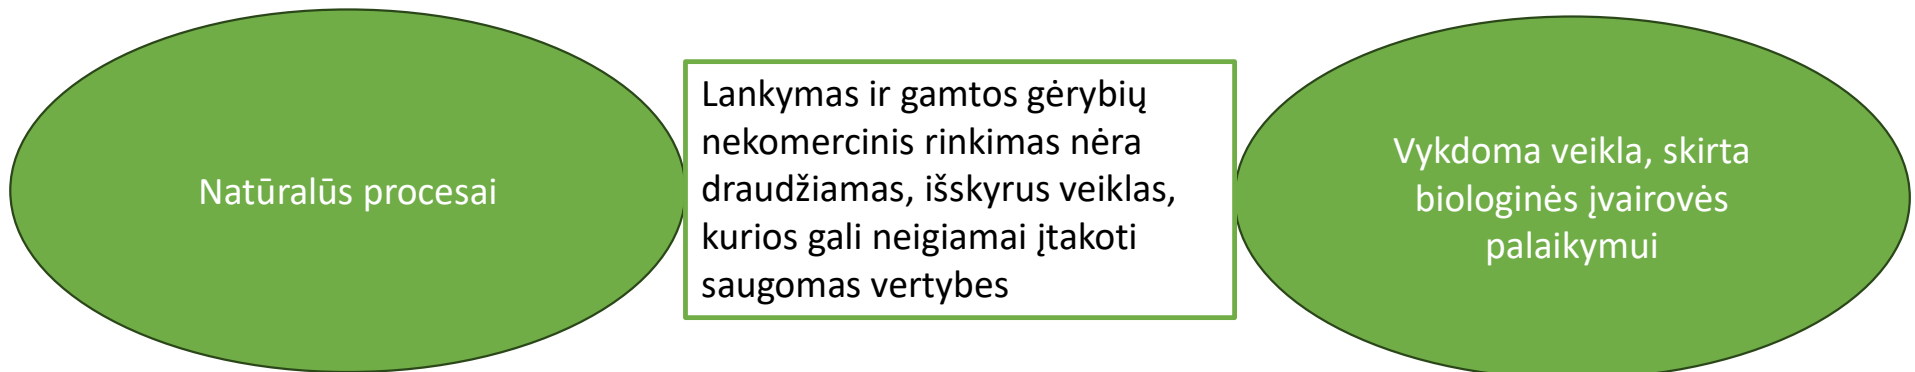 Natūralūs procesai
Lankymas ir gamtos gėrybių
nekomercinis rinkimas nėra
draudžiamas, išskyrus veiklas,
kurios gali neigiamai įtakoti
saugomas vertybes
Vykdoma veikla, skirta
biologinės įvairovės
palaikymui